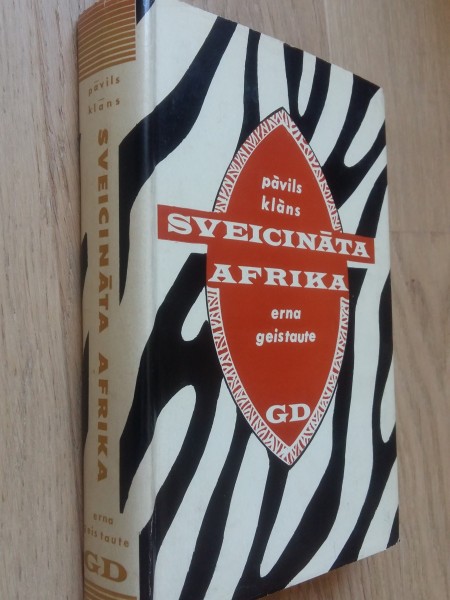 pāvils
klāns
SVEICINĀTA AFRIKA
erna
geistaute
GD
pāvils
klāns
SVEICINĀTA
AFRIKA
erna
geistaute
GD